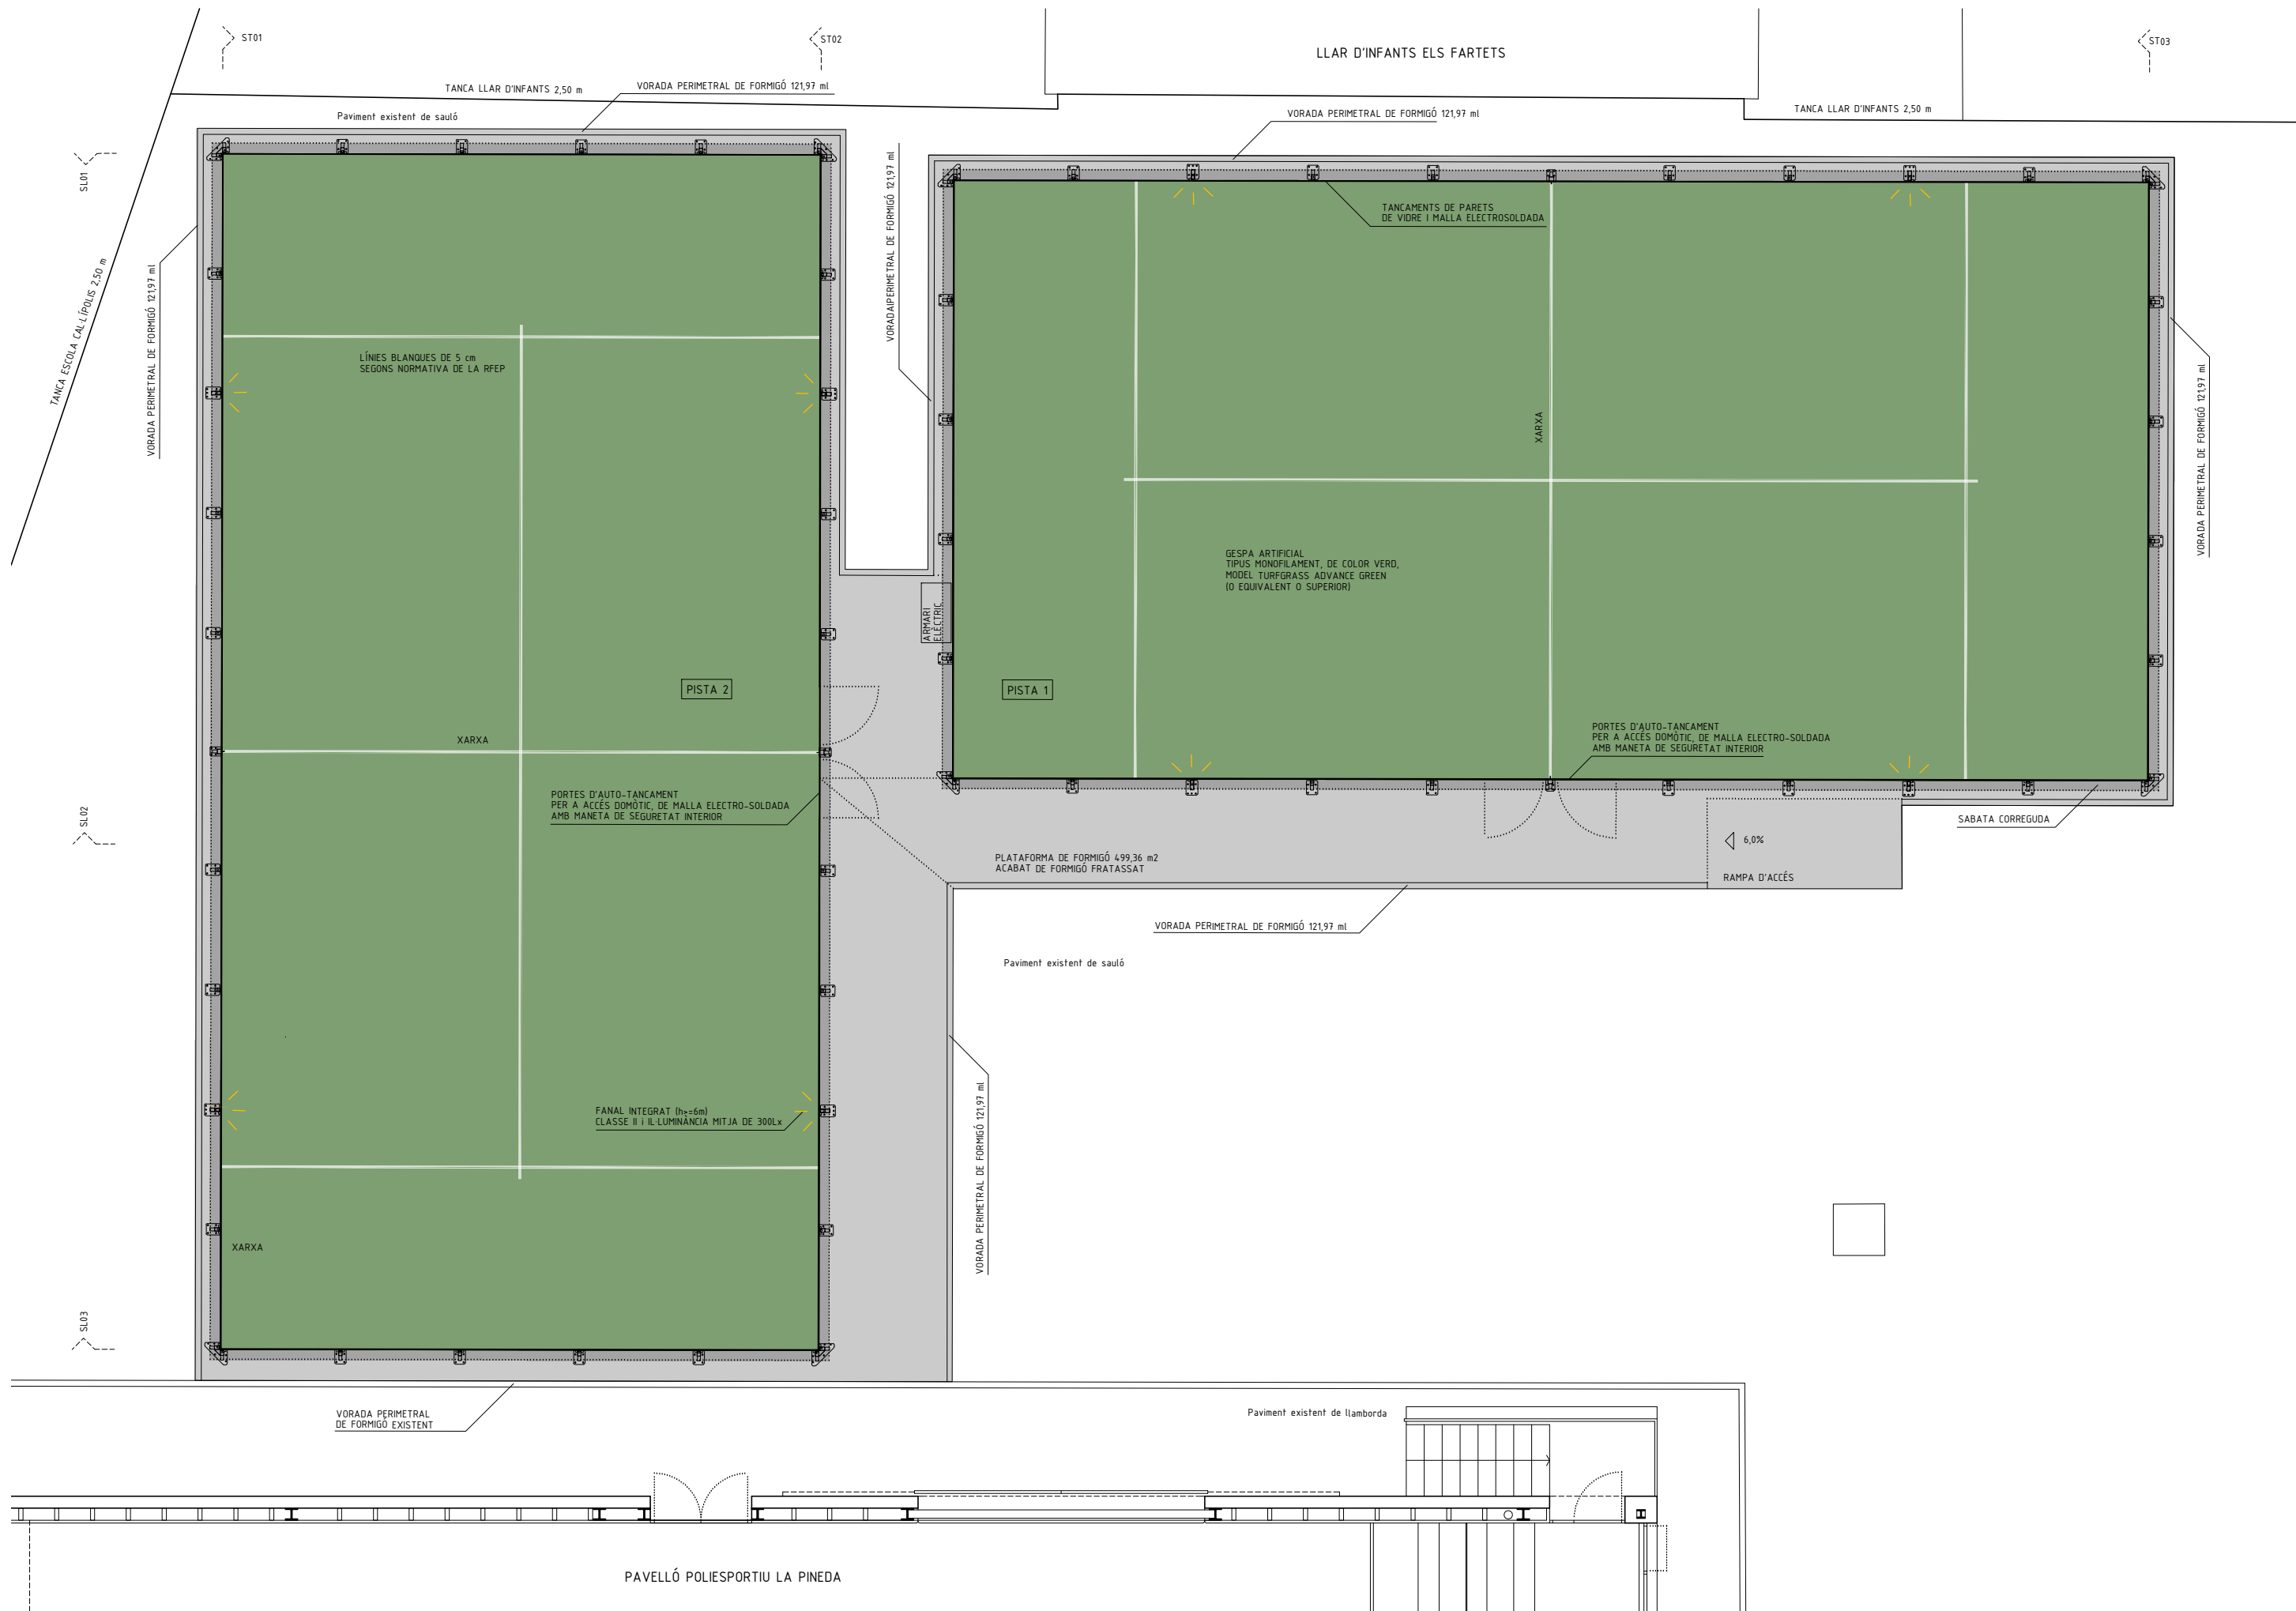 ST01
ST02
LLAR D'INFANTS ELS FARTETS
ST03
TANCA LLAR D'INFANTS 2,50 m
VORADA PERIMETRAL DE FORMIGÓ 121,97 ml
TANCA LLAR D'INFANTS 2,50 m
Paviment existent de sauló
VORADA PERIMETRAL DE FORMIGÓ 121,97 ml
SL01
TANCA ESCOLA CAL·LÍPOLIS 2,50 m
VORADA PERIMETRAL DE FORMIGÓ 121,97 ml
VORADAIPERIMETRAL DE FORMIGÓ 121,97 ml
TANCAMENTS DE PARETS
DE VIDRE I MALLA ELECTROSOLDADA
LÍNIES BLANQUES DE 5 cm
SEGONS NORMATIVA DE LA RFEP
XARXA
VORADA PERIMETRAL DE FORMIGÓ 121,97 ml
GESPA ARTIFICIAL
TIPUS MONOFILAMENT, DE COLOR VERD,
MODEL TURFGRASS ADVANCE GREEN
(O EQUIVALENT O SUPERIOR)
ARMARI
ELÈCTRIC
PISTA 2
PISTA 1
XARXA
PORTES D'AUTO-TANCAMENT
PER A ACCÉS DOMÒTIC, DE MALLA ELECTRO-SOLDADA
AMB MANETA DE SEGURETAT INTERIOR
PORTES D'AUTO-TANCAMENT
PER A ACCÉS DOMÒTIC, DE MALLA ELECTRO-SOLDADA
AMB MANETA DE SEGURETAT INTERIOR
SL02
SABATA CORREGUDA
6,0%
PLATAFORMA DE FORMIGÓ 499,36 m2
ACABAT DE FORMIGÓ FRATASSAT
RAMPA D'ACCÉS
VORADA PERIMETRAL DE FORMIGÓ 121,97 ml
Paviment existent de sauló
FANAL INTEGRAT (h>=6m)
CLASSE II i IL·LUMINÀNCIA MITJA DE 300Lx
VORADA PERIMETRAL DE FORMIGÓ 121,97 ml
XARXA
SL03
VORADA PERIMETRAL
DE FORMIGÓ EXISTENT
Paviment existent de llamborda
PAVELLÓ POLIESPORTIU LA PINEDA